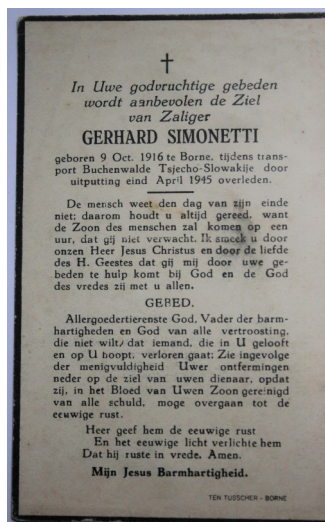 In Uwe godvruchtige gebeden
wordt aanbevolen de Ziel
van Zaliger
GERHARD SIMONETTI
geboren 9 Oct. 1916 te Borne, tijdens trans-
port Buchenwalde Tsjecho-Slowakije door
uitputting eind April 1945 overleden.
De mensch weet den dag van zijn einde
niet; daarom houdt u altijd gereed, want
de Zoon des menschen zal komen op een
uur, dat gij niet verwacht. Ik smeek u door
onzen Heer Jesus Christus en door de liefde
des H. Geestes dat gij mij door uwe ge-
beden te hulp komt bij God en de God
des vredes zij met u allen.
GEBED.
Allergoedertierenste God, Vader der barm-
hartigheden en God van alle vertroosting,
die niet wilt dat iemand, die in U gelooft
en op U hoopt, verloren gaat: Zie ingevolge
der menigvuldigheid Uwer ontfermingen
neder op de ziel van uwen dienaar, opdat
zij, in het Bloed van Uwen Zoon gereinigd
van alle schuld, moge overgaan tot de
eeuwige rust.
Heer geef hem de eeuwige rust
En het eeuwige licht verlichte hem
Dat hij ruste in vrede. Amen.
Mijn Jesus Barmhartigheid.
TEN TUSSCHER - BORNE